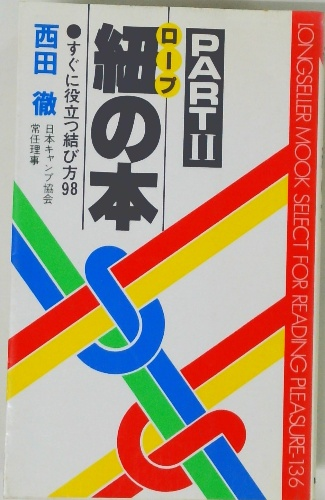 LONGSELLER MOOK SELECT FOR READING PLEASURE・136
PART II
ロープ
紐の本
●すぐに役立つ結び方98
日本キャンプ協会
常任理事
西田 徹